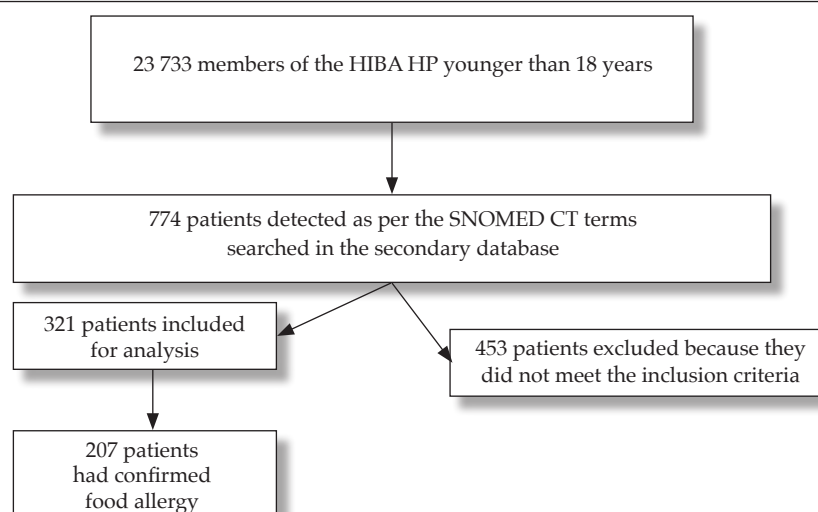 23 733 members of the HIBA HP younger than 18 years
774 patients detected as per the SNOMED CT terms
searched in the secondary database
321 patients included
for analysis
453 patients excluded because they
did not meet the inclusion criteria
207 patients
had confirmed
food allergy